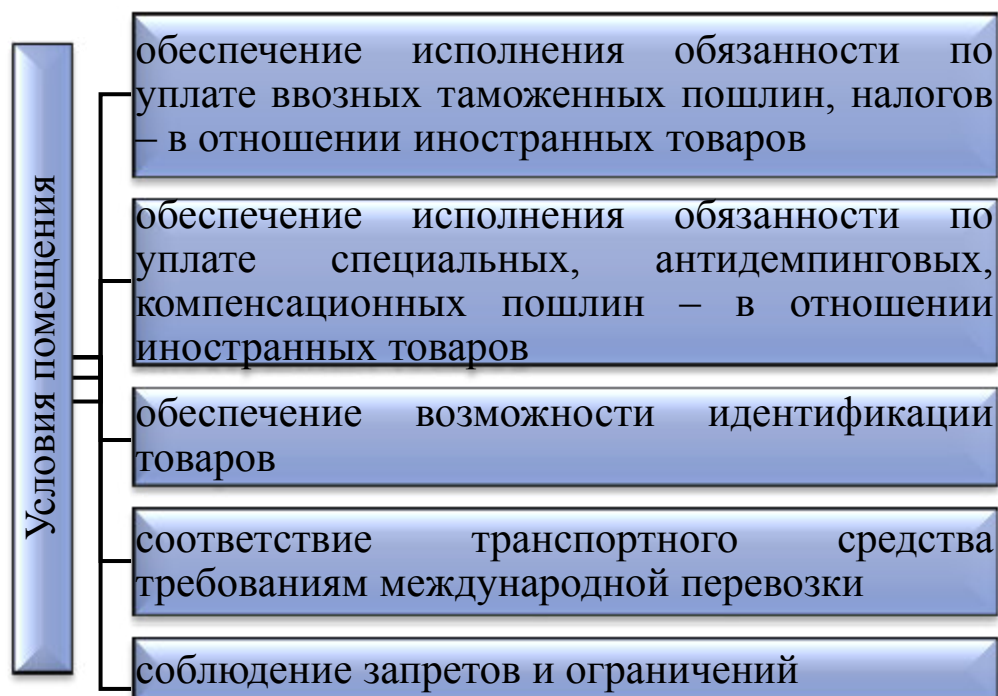 Условия помещения
обеспечение исполнения обязанности по
уплате ввозных таможенных пошлин, налогов
– в отношении иностранных товаров
обеспечение исполнения обязанности по
уплате специальных, антидемпинговых,
компенсационных пошлин – в отношении
иностранных товаров
обеспечение возможности идентификации
товаров
соответствие транспортного средства
требованиям международной перевозки
соблюдение запретов и ограничений